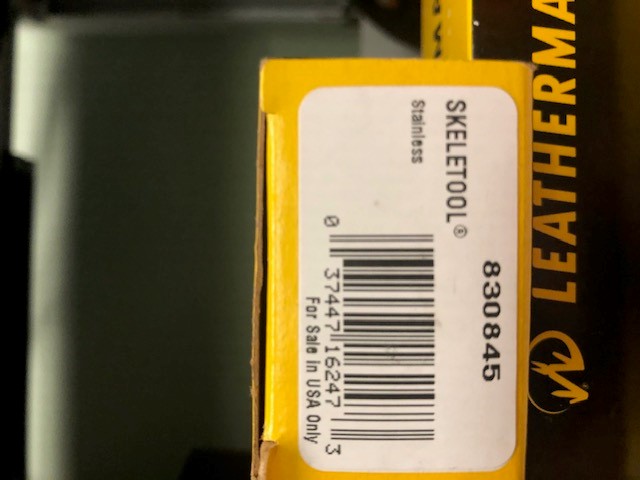 830845
SKELETOOL®
Stainless
0 37447 16247 3
For Sale in USA Only
LEATHERMA